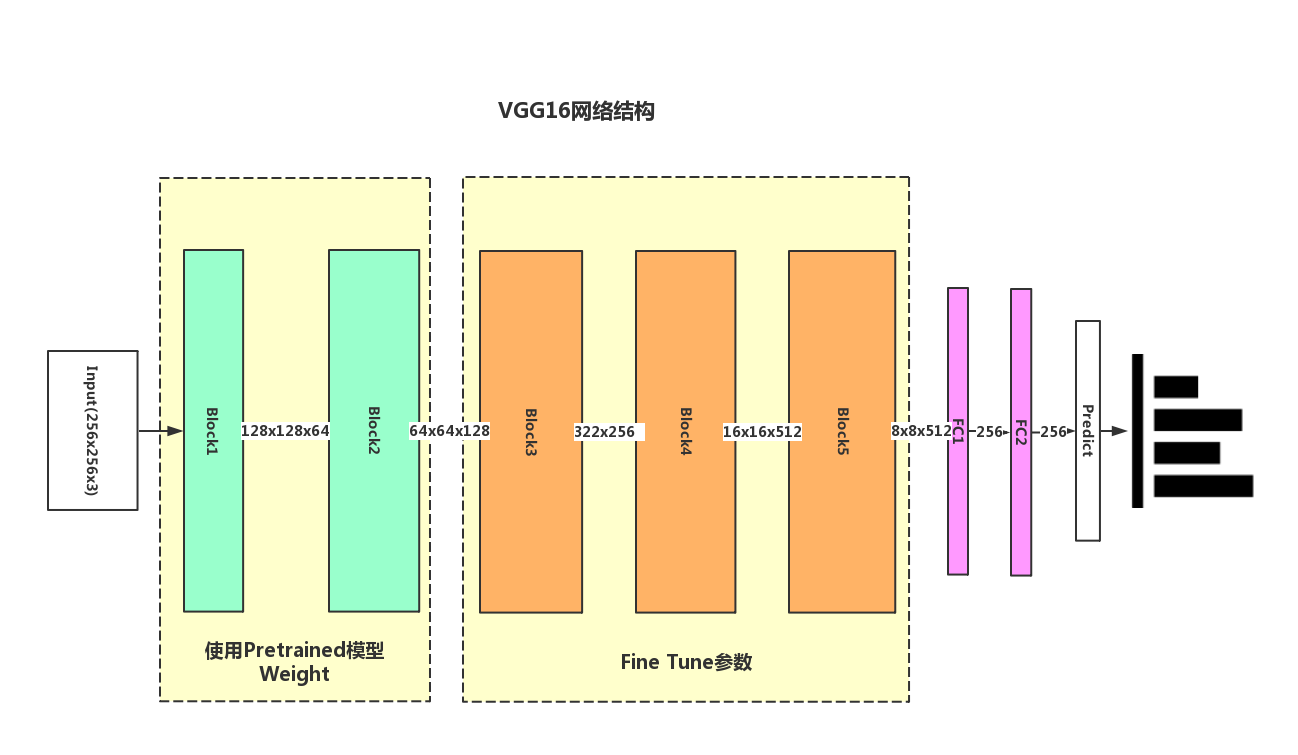 VGG16网络结构
Input(256x256x3)
Block1
128x128x64
Block2
64x64x128
Block3
322x256
Block4
16x16x512
Block5
8x8x512
FC1
256
FC2
256
Predict
使用Pretrained模型
Weight
Fine Tune参数